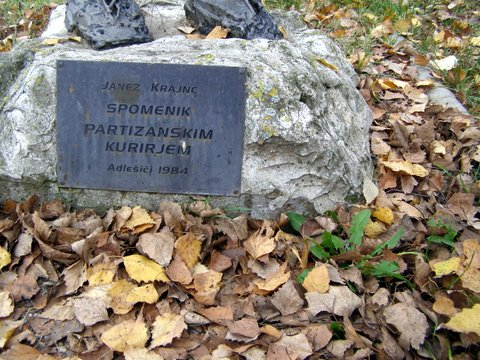 JANEZ KRAJNC
SPOMENIK
PARTIZANSKIM
KURIRJEM
Adlešiči 1984